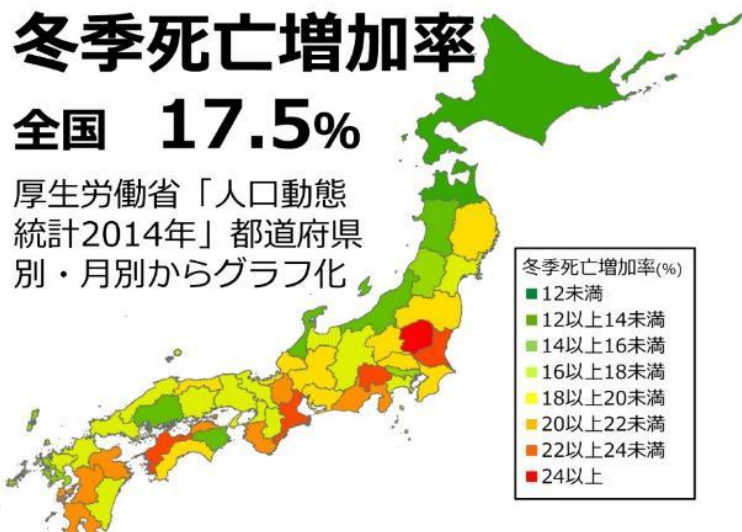 冬季死亡増加率
全国 17.5%
厚生労働省「人口動態
統計2014年」都道府県
別・月別からグラフ化
冬季死亡増加率(%)
12未満
12以上14未満
14以上16未満
16以上18未満
18以上20未満
20以上22未満
22以上24未満
24以上